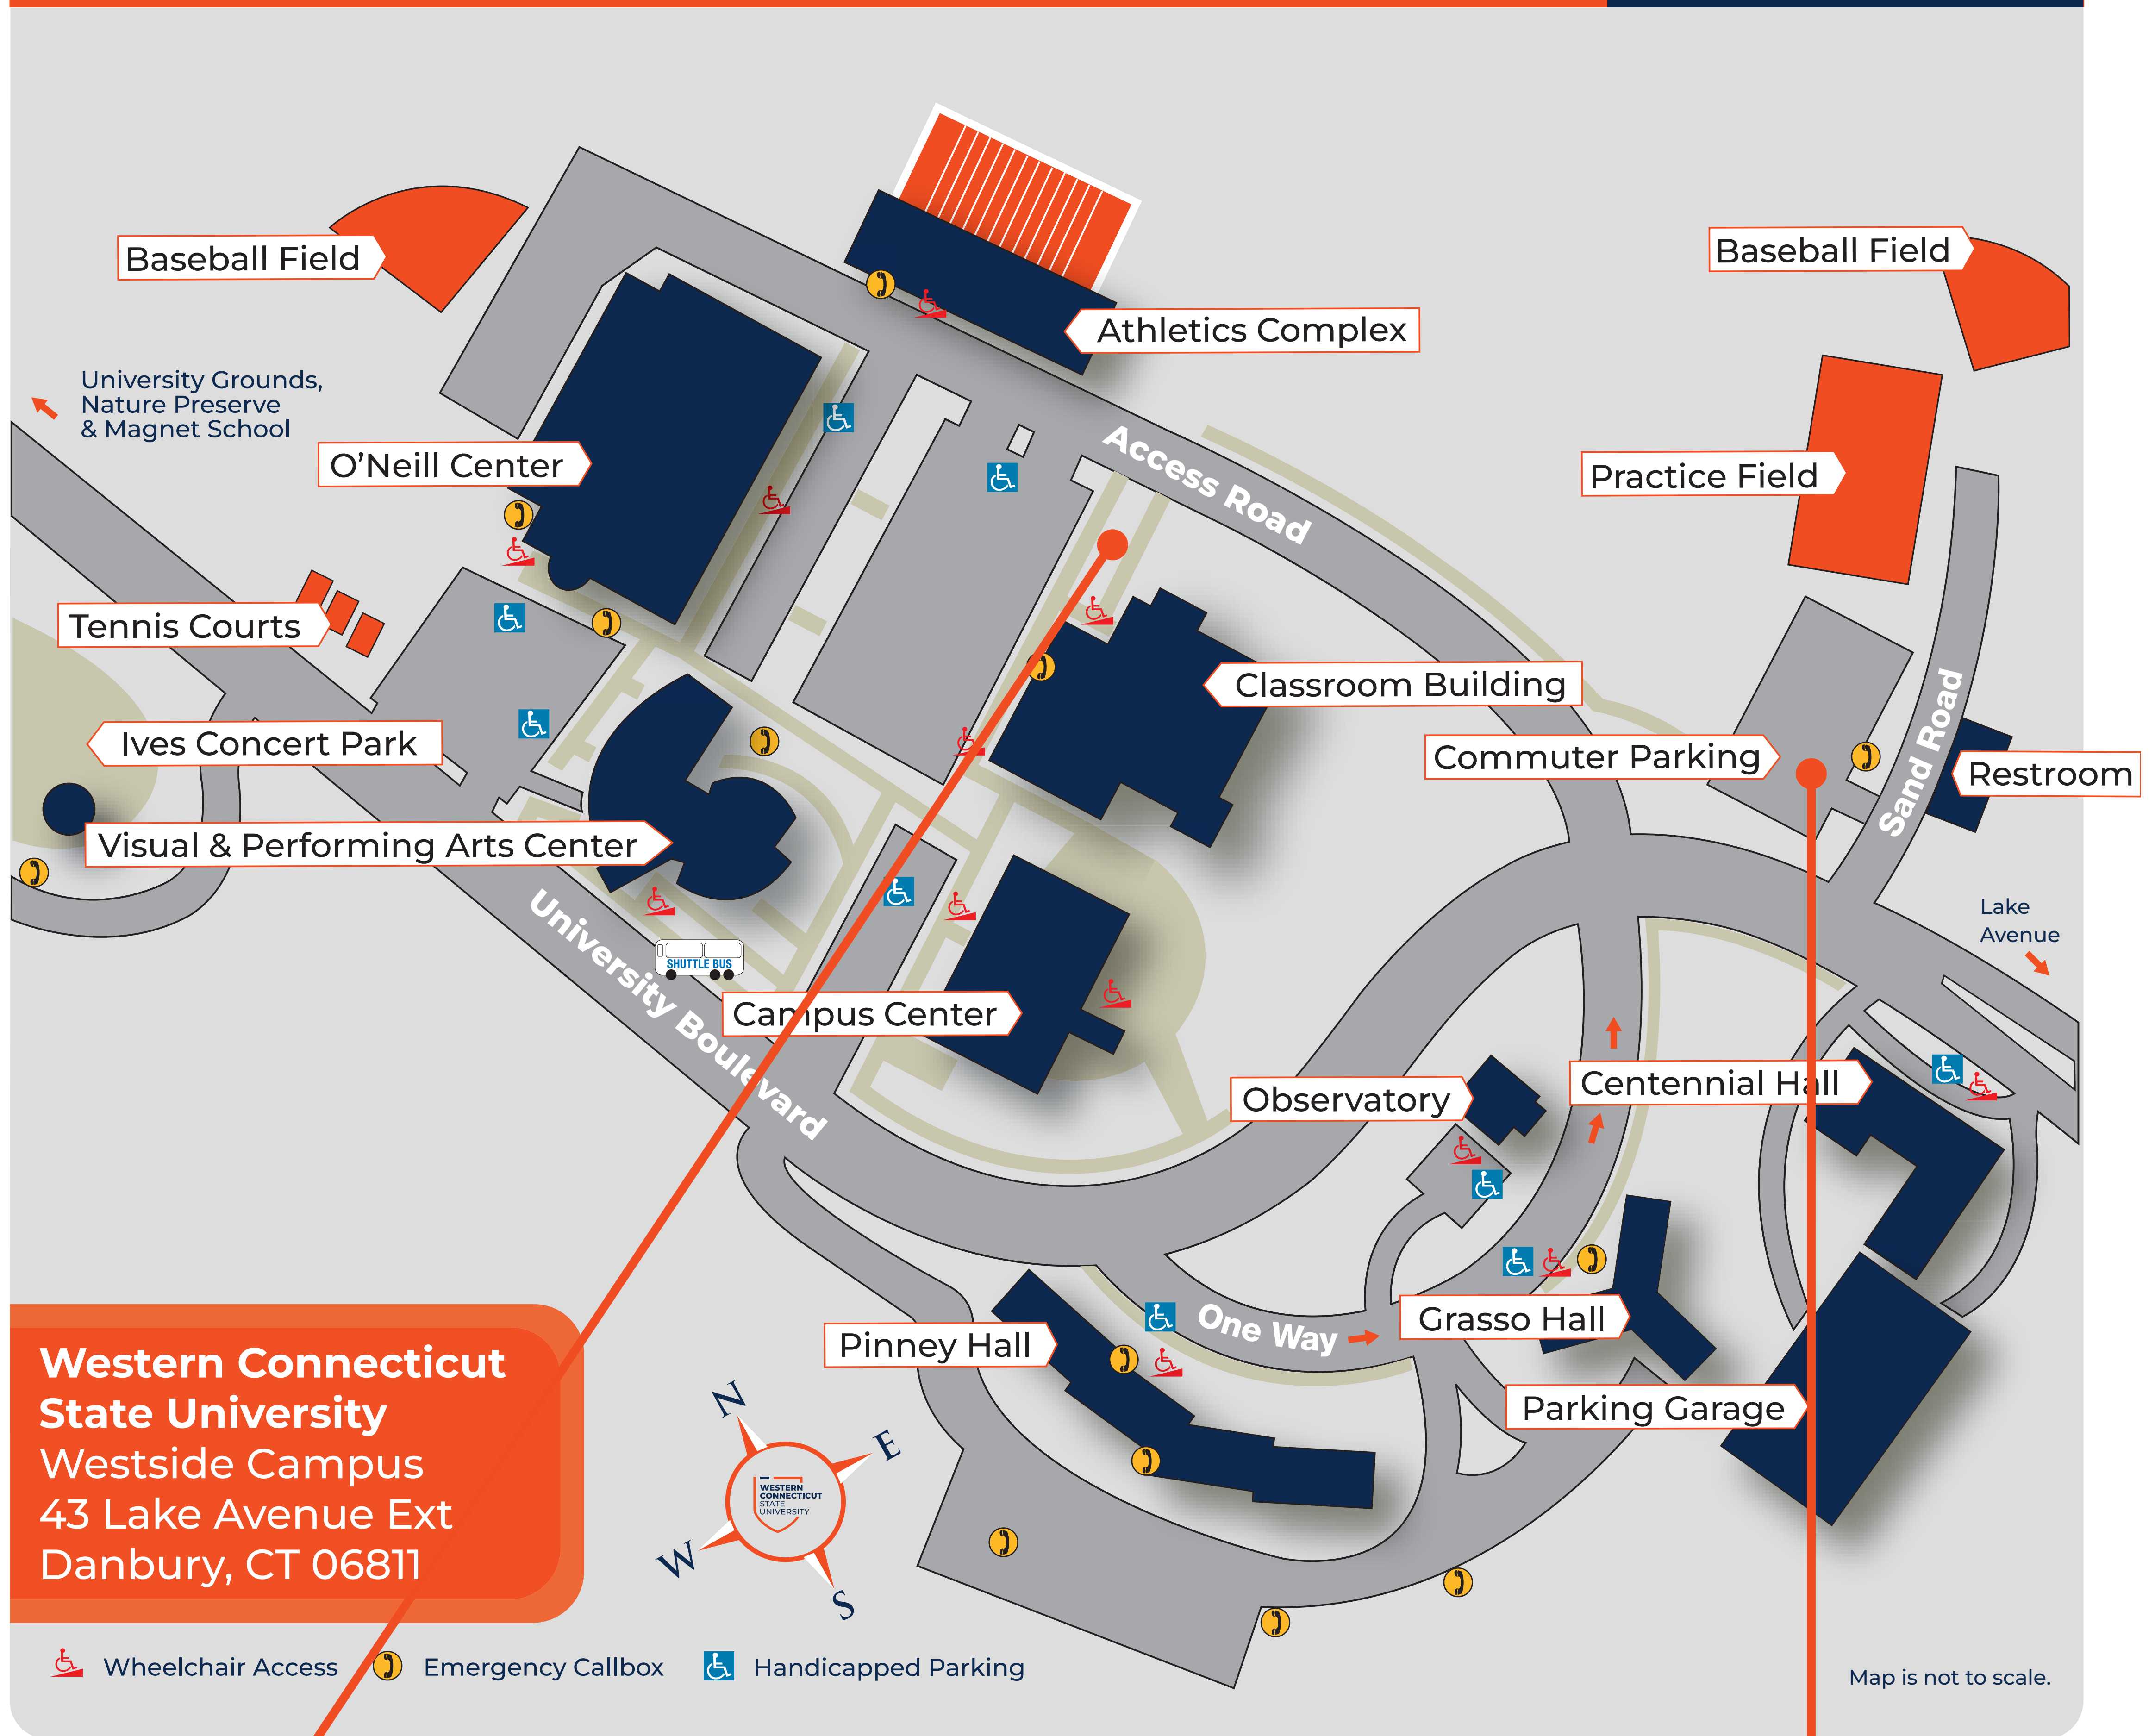 Baseball Field
Baseball Field
Athletics Complex
University Grounds,
Nature Preserve
& Magnet School
O’Neill Center
Access Road
Practice Field
Tennis Courts
Classroom Building
Ives Concert Park
Commuter Parking
Sand Road
Restroom
Visual & Performing Arts Center
Lake
Avenue
University Boulevard
SHUTTLE BUS
Campus Center
Observatory
Centennial Hall
Pinney Hall
One Way
Grasso Hall
Parking Garage
Western Connecticut
State University
Westside Campus
43 Lake Avenue Ext
Danbury, CT 06811
N
E
WESTERN
CONNECTICUT
STATE
UNIVERSITY
W
S
Wheelchair Access
Emergency Callbox
Handicapped Parking
Map is not to scale.